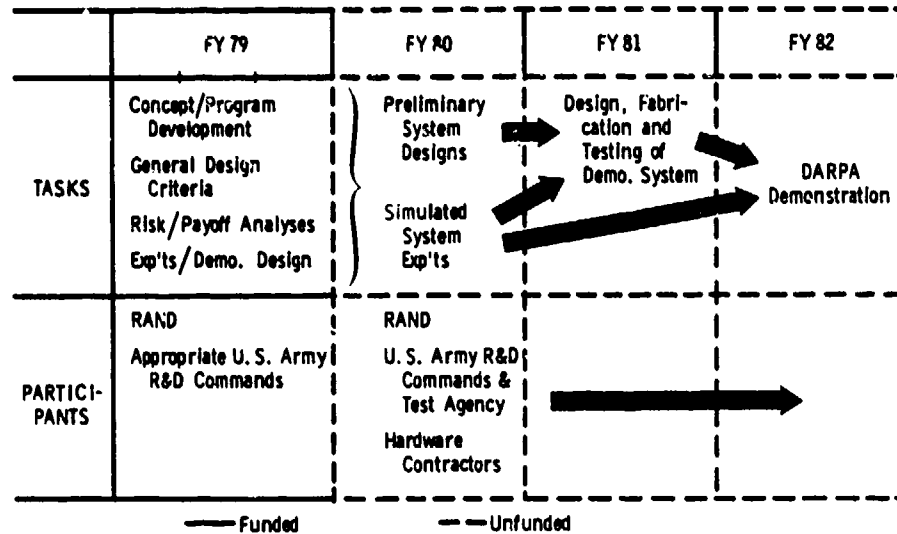 FY 79
FY 80
FY 81
FY 82
TASKS
Concept/Program
Development
General Design
Criteria
Risk/Payoff Analyses
Exp'ts/Demo. Design
Preliminary
System
Designs
Simulated
System
Exp'ts
Design, Fabri-
cation and
Testing of
Demo. System
DARPA
Demonstration
PARTICI-
PANTS
RAND
Appropriate U. S. Army
R&D Commands
RAND
U. S. Army R&D
Commands &
Test Agency
Hardware
Contractors
Funded
Unfunded